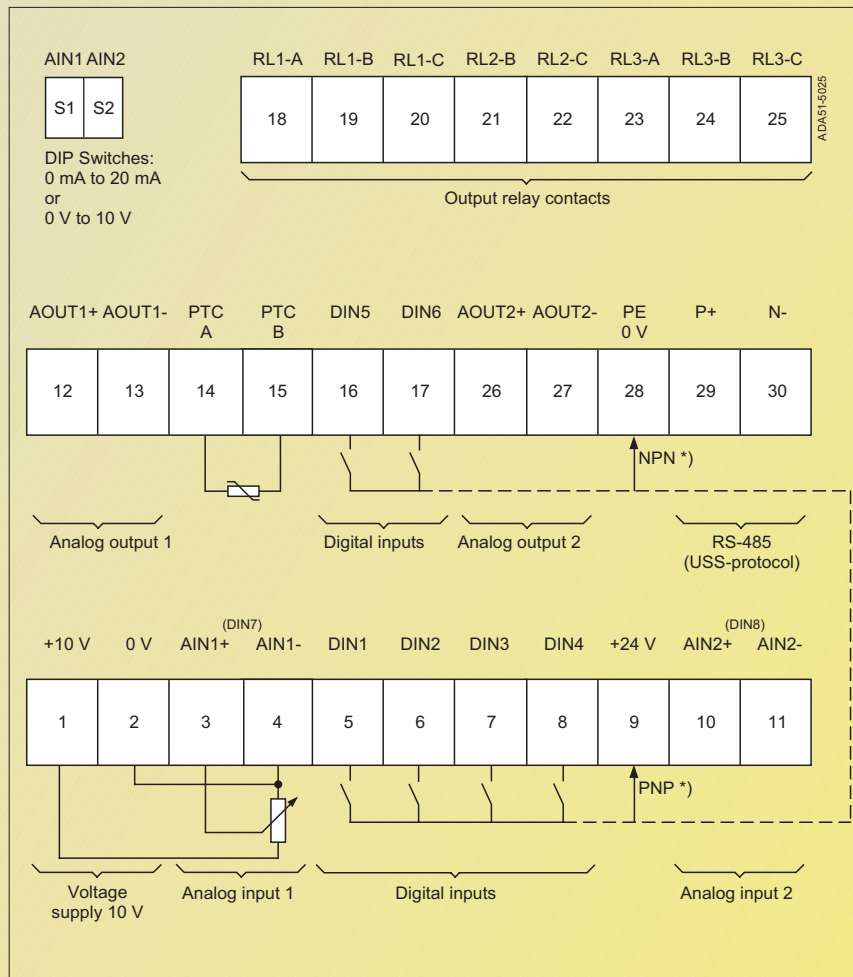 AIN1 AIN2
S1 S2
DIP Switches:
0 mA to 20 mA
or
0 V to 10 V
RL1-A RL1-B RL1-C RL2-B RL2-C RL3-A RL3-B RL3-C
18 19 20 21 22 23 24 25
ADA51-5025
Output relay contacts
AOUT1+ AOUT1- PTC A PTC B DIN5 DIN6 AOUT2+ AOUT2- PE 0 V P+ N-
12 13 14 15 16 17 26 27 28 29 30
NPN *)
Analog output 1
Digital inputs
Analog output 2
RS-485
(USS-protocol)
(DIN7) (DIN8)
+10 V 0 V AIN1+ AIN1- DIN1 DIN2 DIN3 DIN4 +24 V AIN2+ AIN2-
1 2 3 4 5 6 7 8 9 10 11
PNP *)
Voltage
supply 10 V
Analog input 1
Digital inputs
Analog input 2